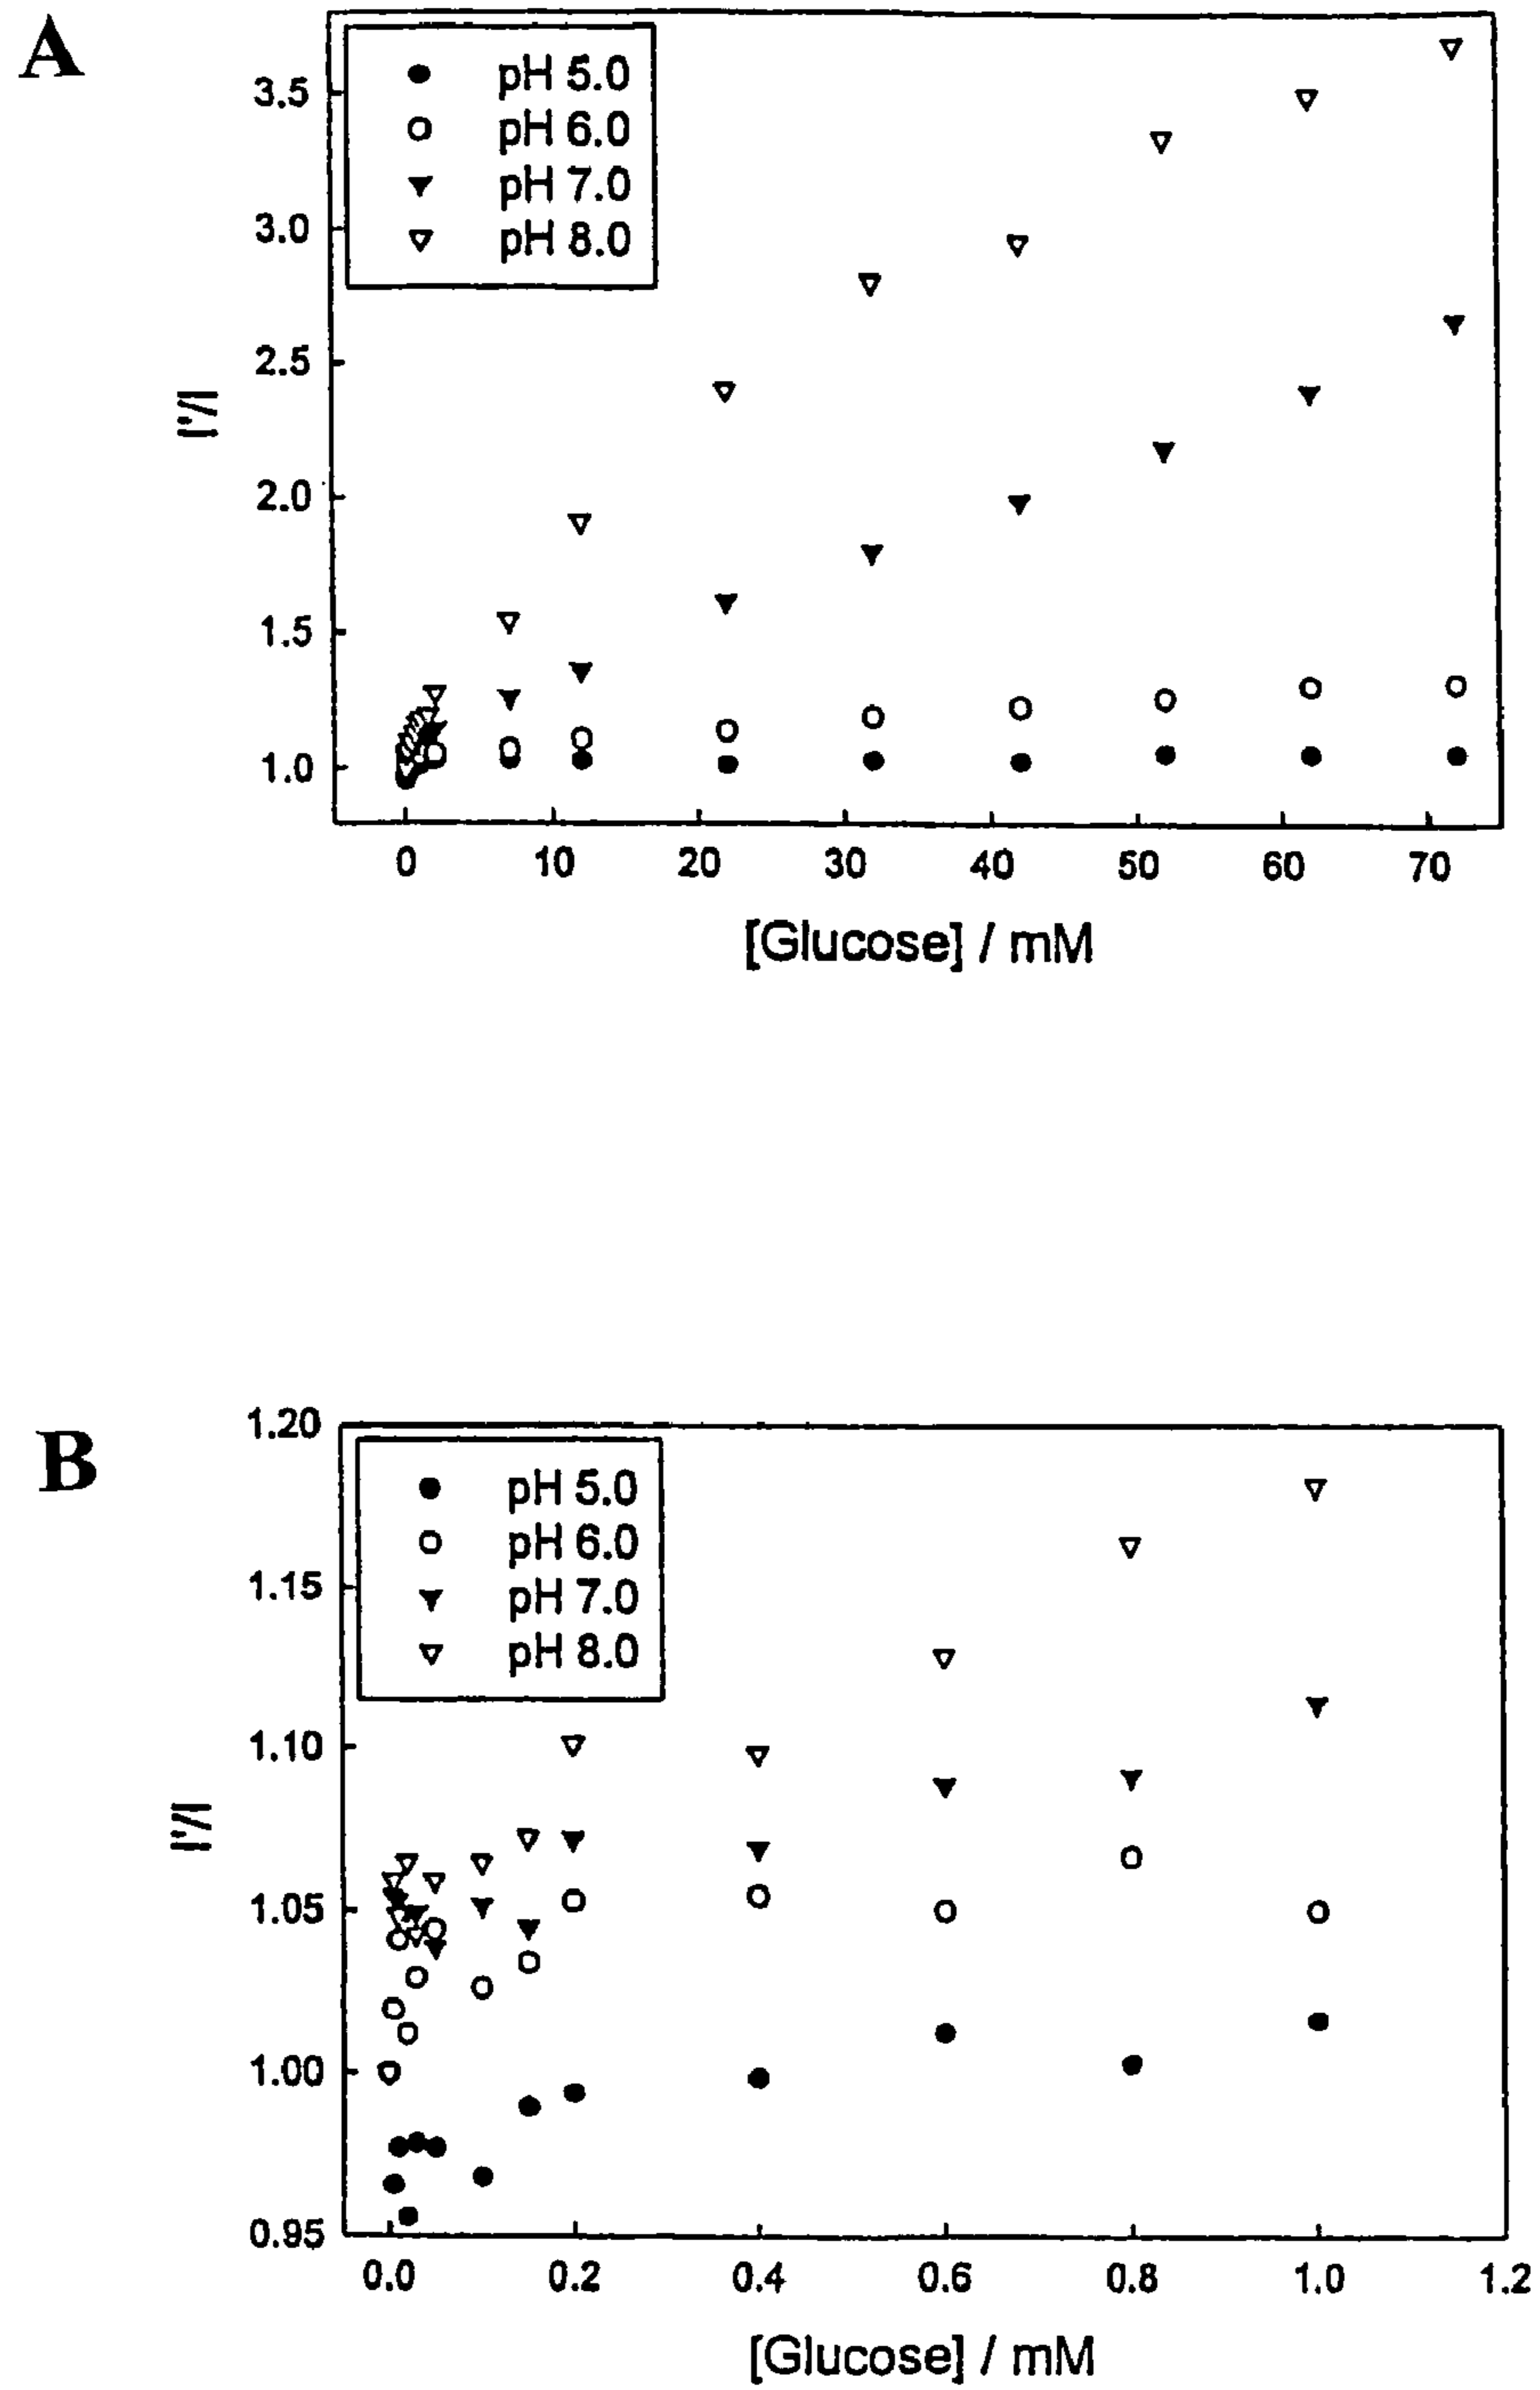 A
pH 5.0
pH 6.0
pH 7.0
pH 8.0
3.5
3.0
2.5
2.0
1.5
1.0
I'/I
0 10 20 30 40 50 60 70
[Glucose] / mM
B
pH 5.0
pH 6.0
pH 7.0
pH 8.0
1.20
1.15
1.10
1.05
1.00
0.95
I'/I
0.0 0.2 0.4 0.6 0.8 1.0 1.2
[Glucose] / mM